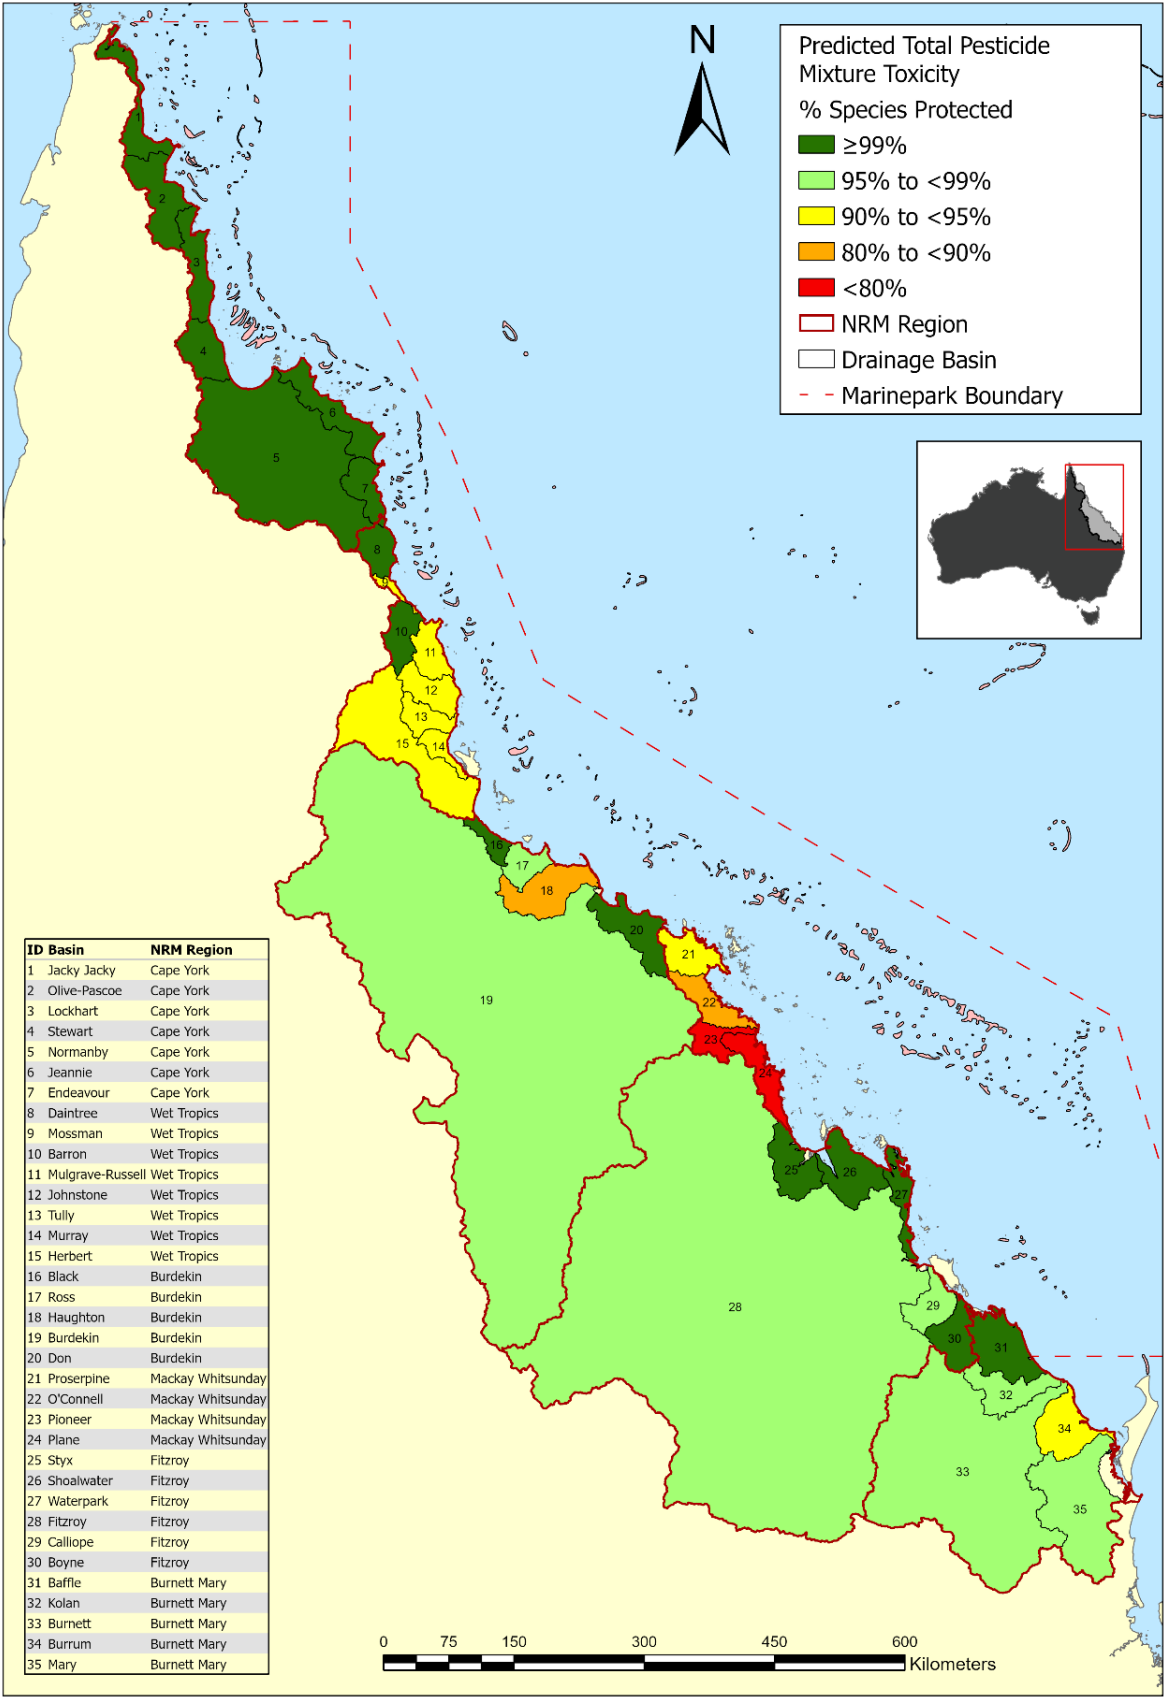 N
Predicted Total Pesticide
Mixture Toxicity
% Species Protected
≥99%
95% to <99%
90% to <95%
80% to <90%
<80%
NRM Region
Drainage Basin
Marinepark Boundary
1
2
3
4
5
6
7
8
9
10
11
12
13
14
15
16
17
18
19
20
21
22
23
24
25
26
27
28
29
30
31
32
33
34
35
ID Basin NRM Region
1 Jacky Jacky Cape York
2 Olive-Pascoe Cape York
3 Lockhart Cape York
4 Stewart Cape York
5 Normanby Cape York
6 Jeannie Cape York
7 Endeavour Cape York
8 Daintree Wet Tropics
9 Mossman Wet Tropics
10 Barron Wet Tropics
11 Mulgrave-Russell Wet Tropics
12 Johnstone Wet Tropics
13 Tully Wet Tropics
14 Murray Wet Tropics
15 Herbert Wet Tropics
16 Black Burdekin
17 Ross Burdekin
18 Haughton Burdekin
19 Burdekin Burdekin
20 Don Burdekin
21 Proserpine Mackay Whitsunday
22 O'Connell Mackay Whitsunday
23 Pioneer Mackay Whitsunday
24 Plane Mackay Whitsunday
25 Styx Fitzroy
26 Shoalwater Fitzroy
27 Waterpark Fitzroy
28 Fitzroy Fitzroy
29 Calliope Fitzroy
30 Boyne Fitzroy
31 Baffle Burnett Mary
32 Kolan Burnett Mary
33 Burnett Burnett Mary
34 Burrum Burnett Mary
35 Mary Burnett Mary
0 75 150 300 450 600
Kilometers